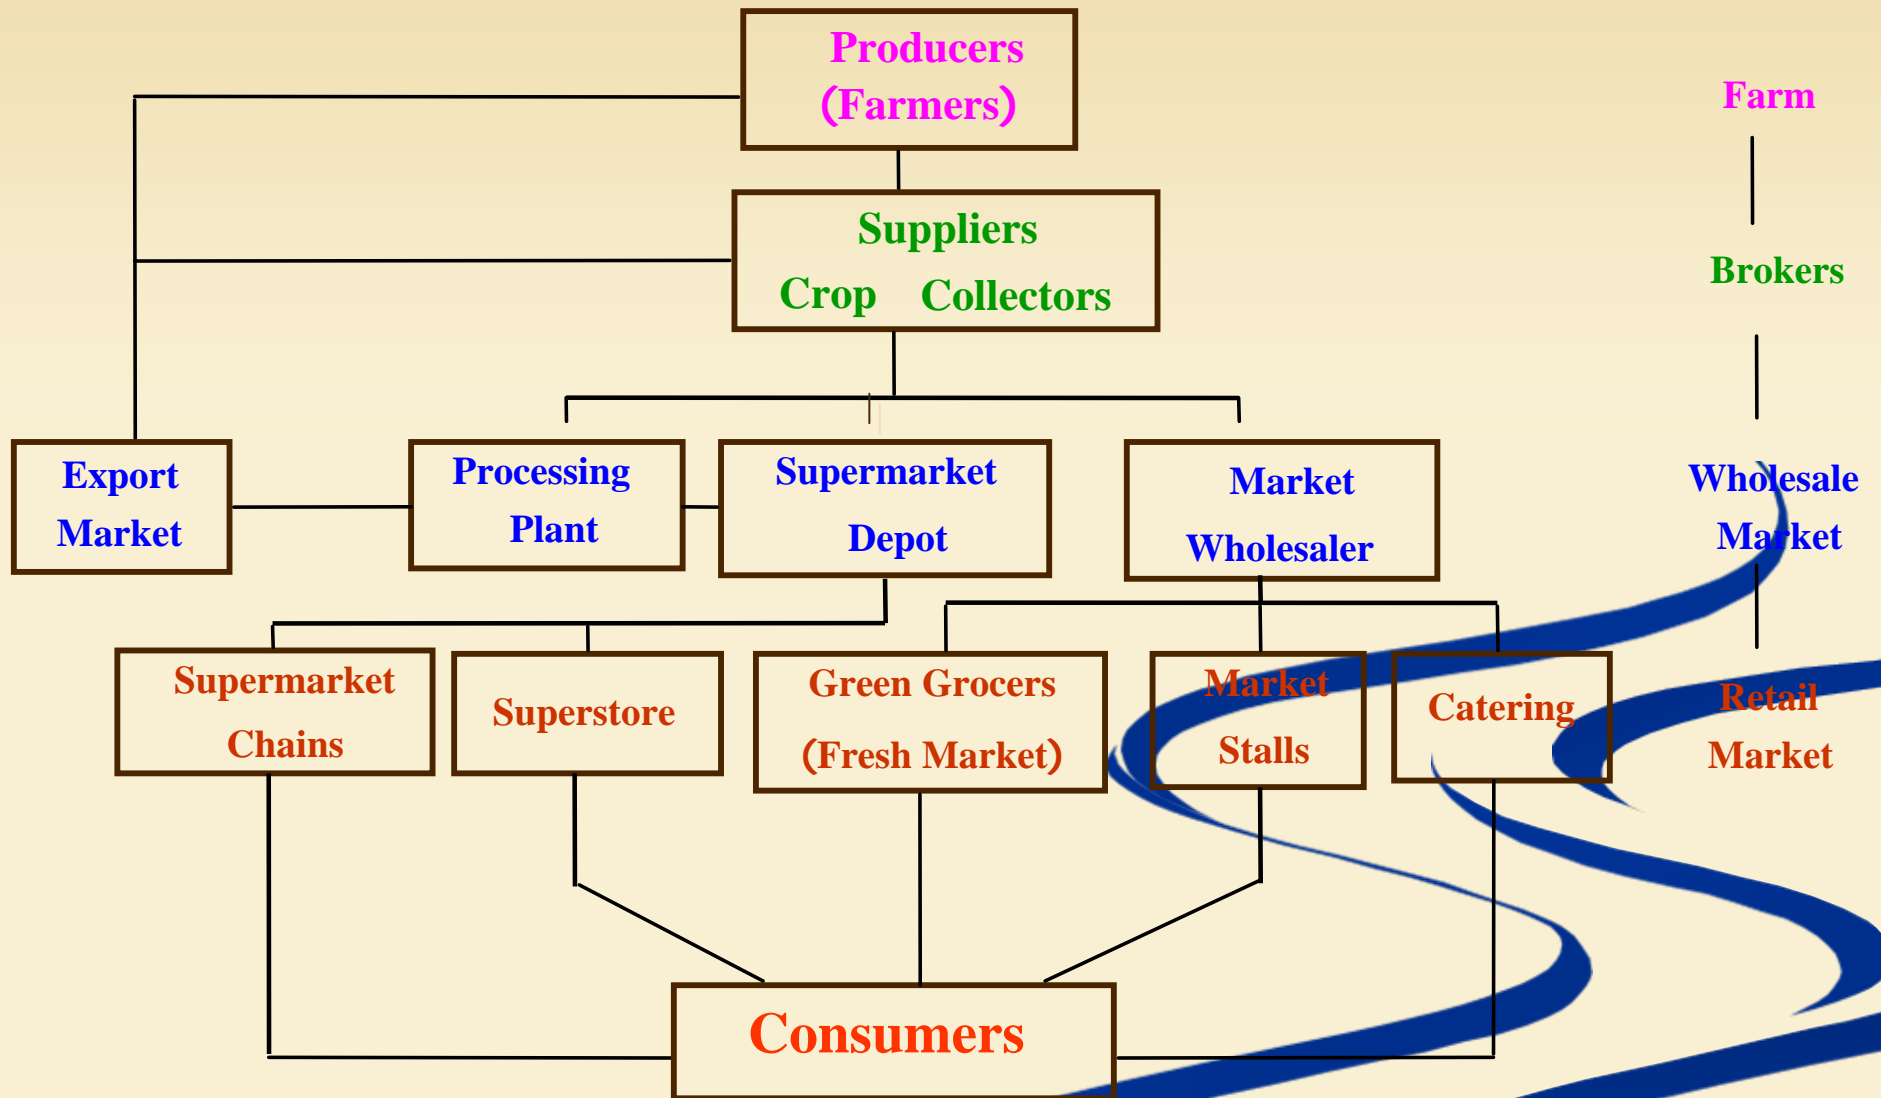 Producers
(Farmers)
Farm
Suppliers
Crop Collectors
Brokers
Export
Market
Processing
Plant
Supermarket
Depot
Market
Wholesaler
Wholesale
Market
Supermarket
Chains
Superstore
Green Grocers
(Fresh Market)
Market
Stalls
Catering
Retail
Market
Consumers